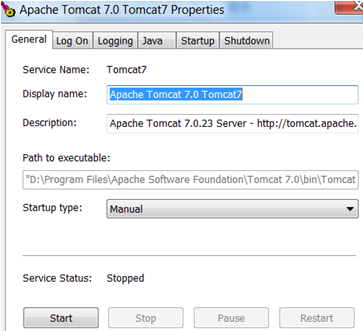 Apache Tomcat 7.0 Tomcat7 Properties
General Log On Logging Java Startup Shutdown
Service Name: Tomcat7
Display name: Apache Tomcat 7.0 Tomcat7
Description: Apache Tomcat 7.0.23 Server - http://tomcat.apache.
Path to executable:
"D:\Program Files\Apache Software Foundation\Tomcat 7.0\bin\Tomcat
Startup type: Manual
Service Status: Stopped
Start Stop Pause Restart